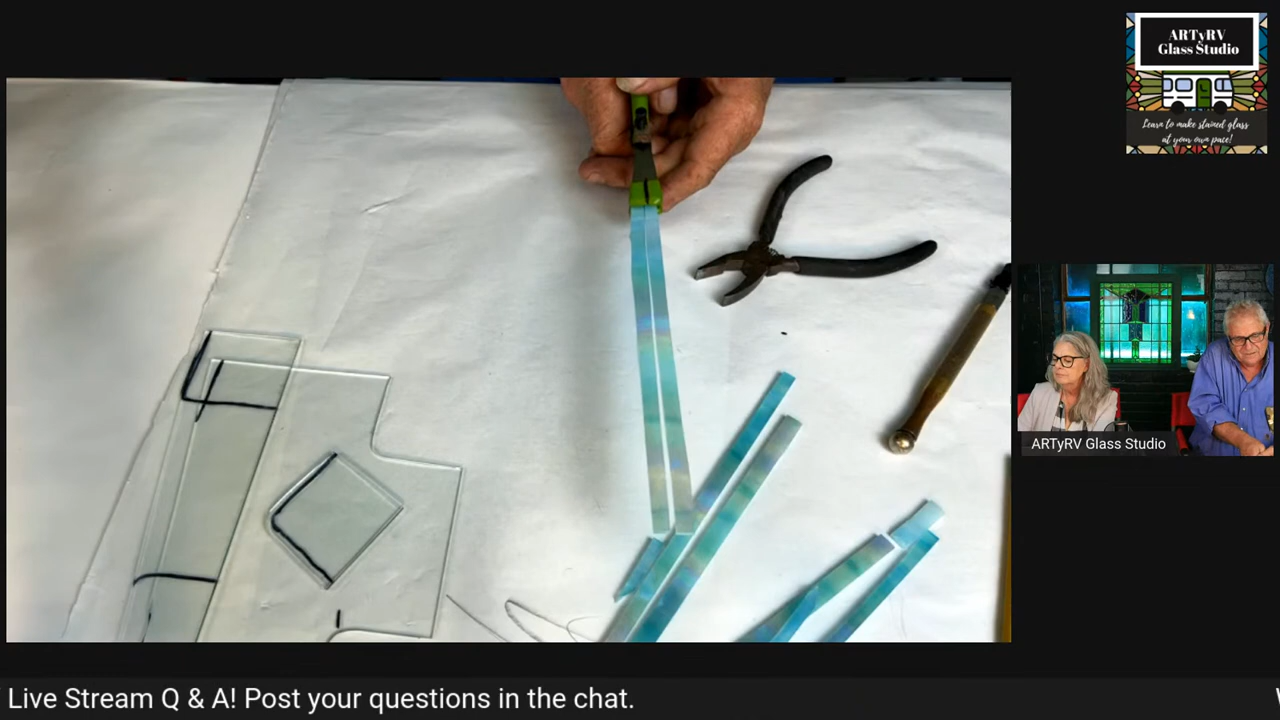 ARTyRV
Glass Studio
Learn to make stained glass
at your own pace!
ARTyRV Glass Studio
Live Stream Q & A! Post your questions in the chat.